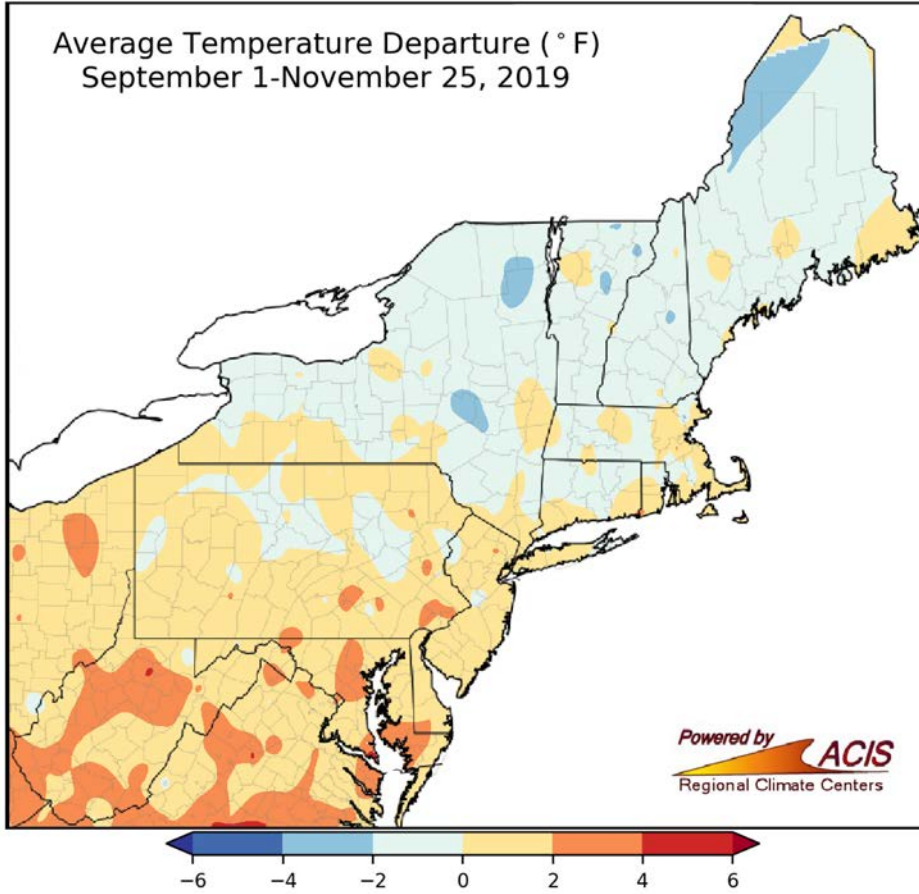 Average Temperature Departure (°F)
September 1-November 25, 2019
Powered by
ACIS
Regional Climate Centers
−6 −4 −2 0 2 4 6